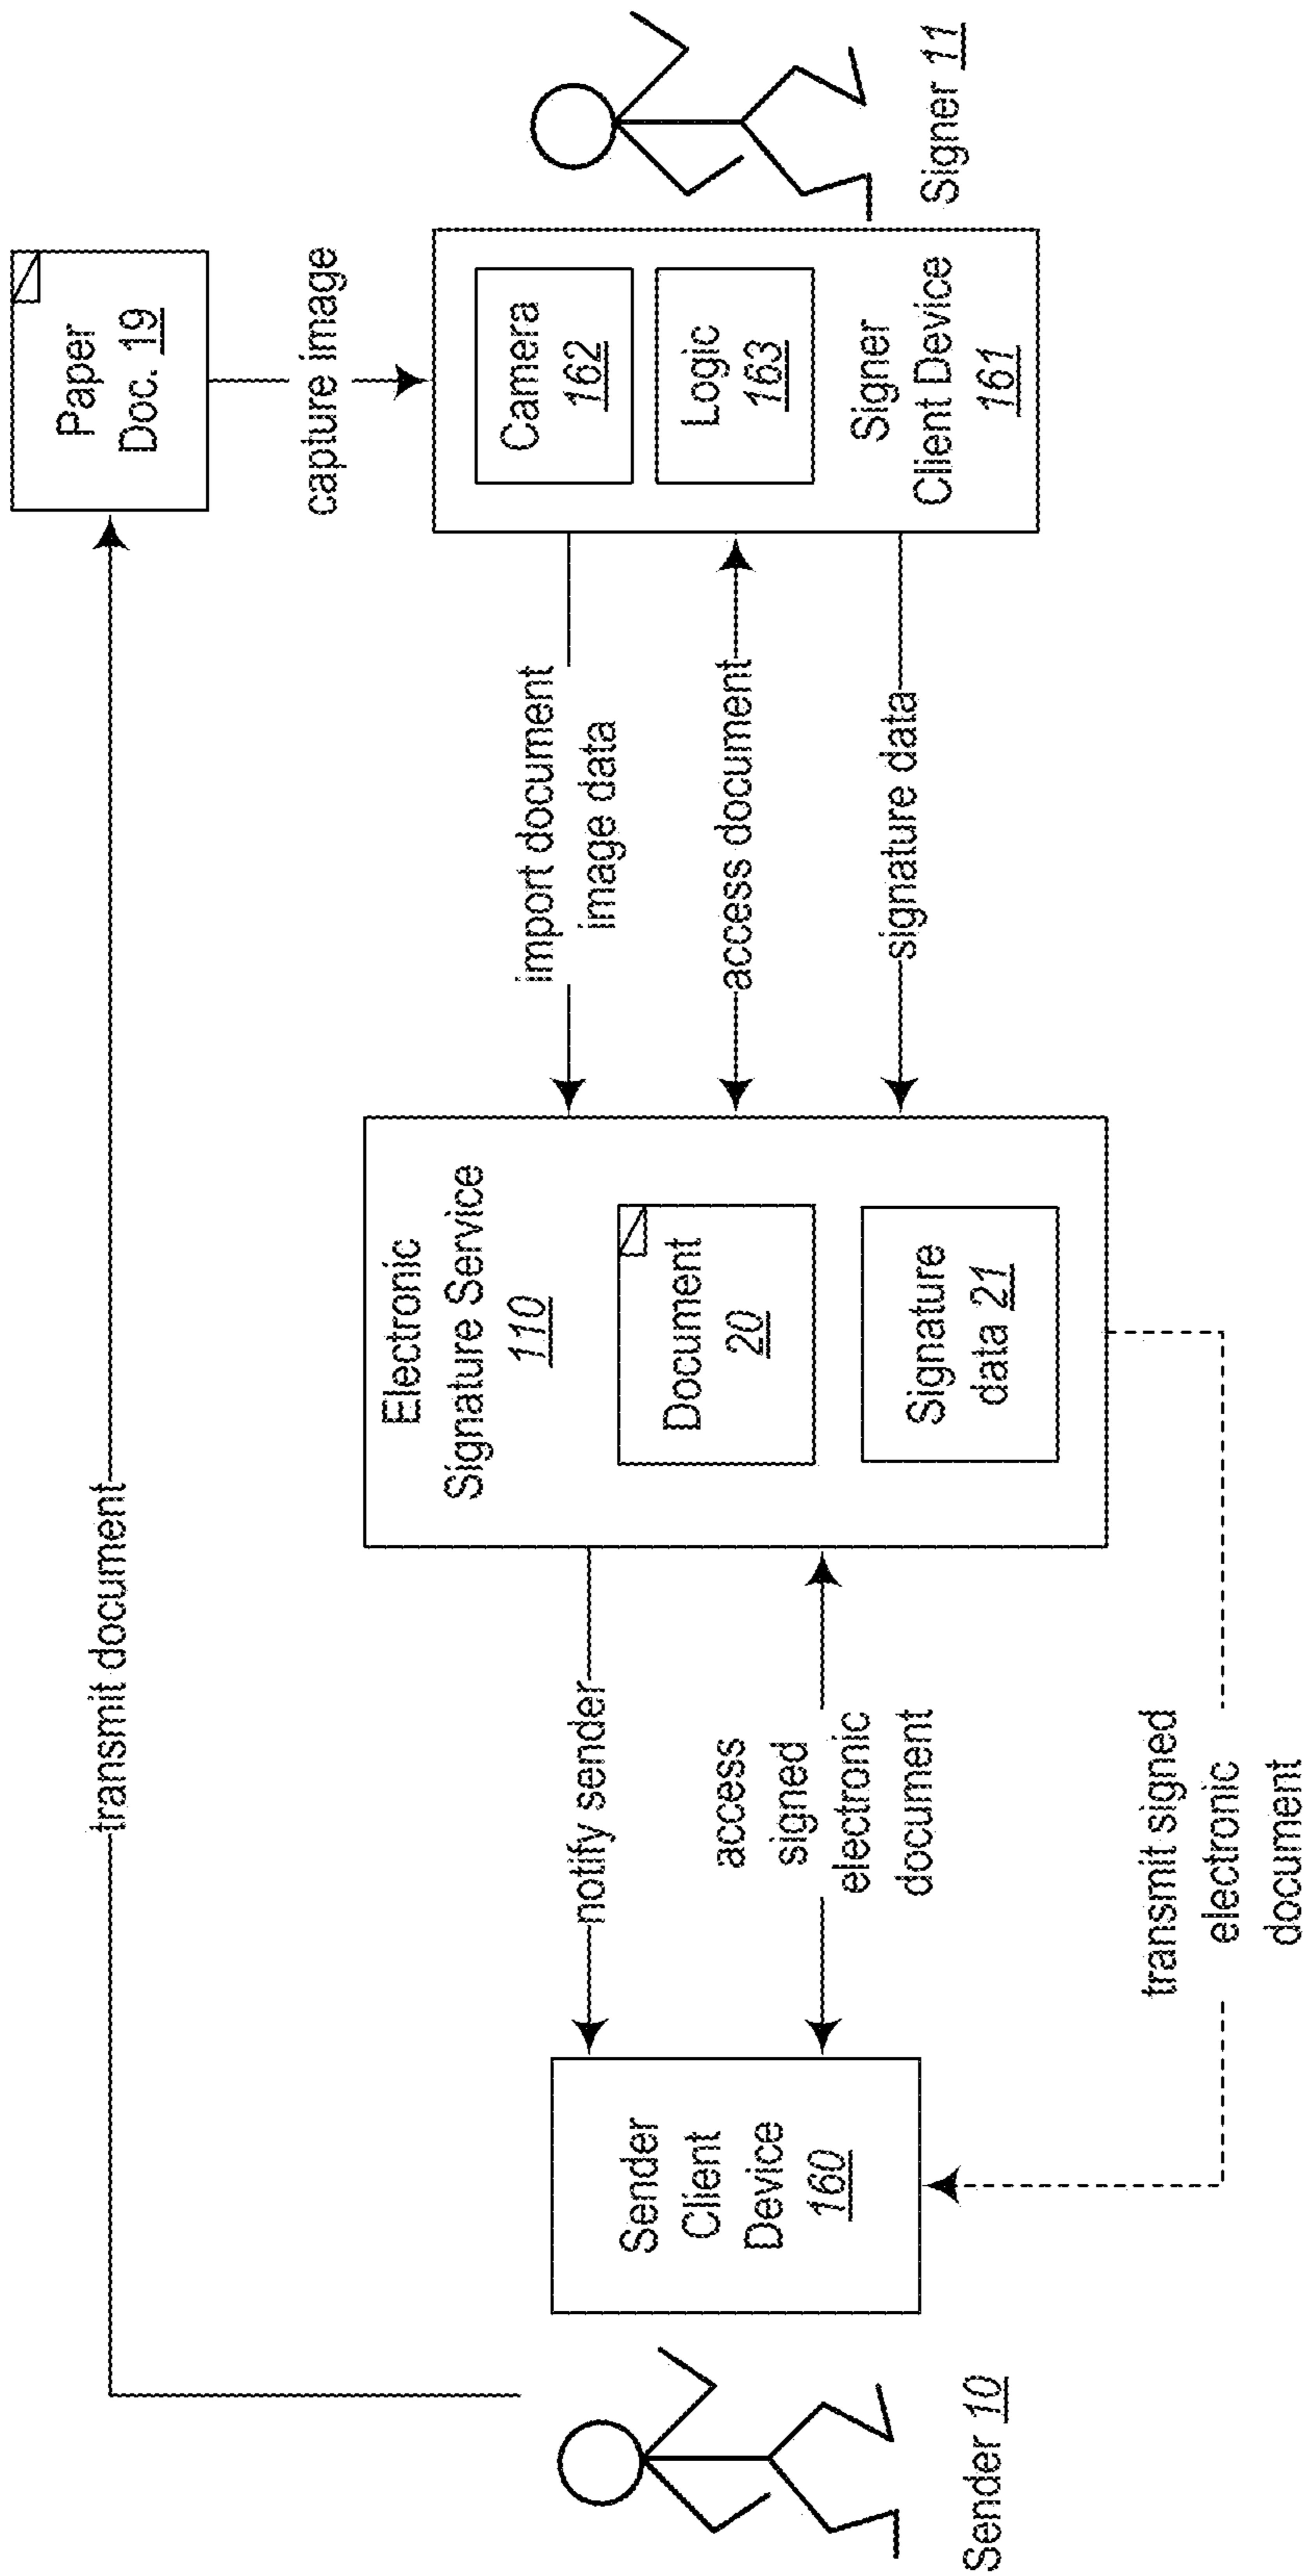 transmit document
Paper
Doc. 19
capture image
Camera
162
Logic
163
Signer
Client Device
161
Signer 11
import document
image data
access document
signature data
Electronic
Signature Service
110
Document
20
Signature
data 21
notify sender
access
signed
electronic
document
transmit signed
electronic
document
Sender
Client
Device
160
Sender 10